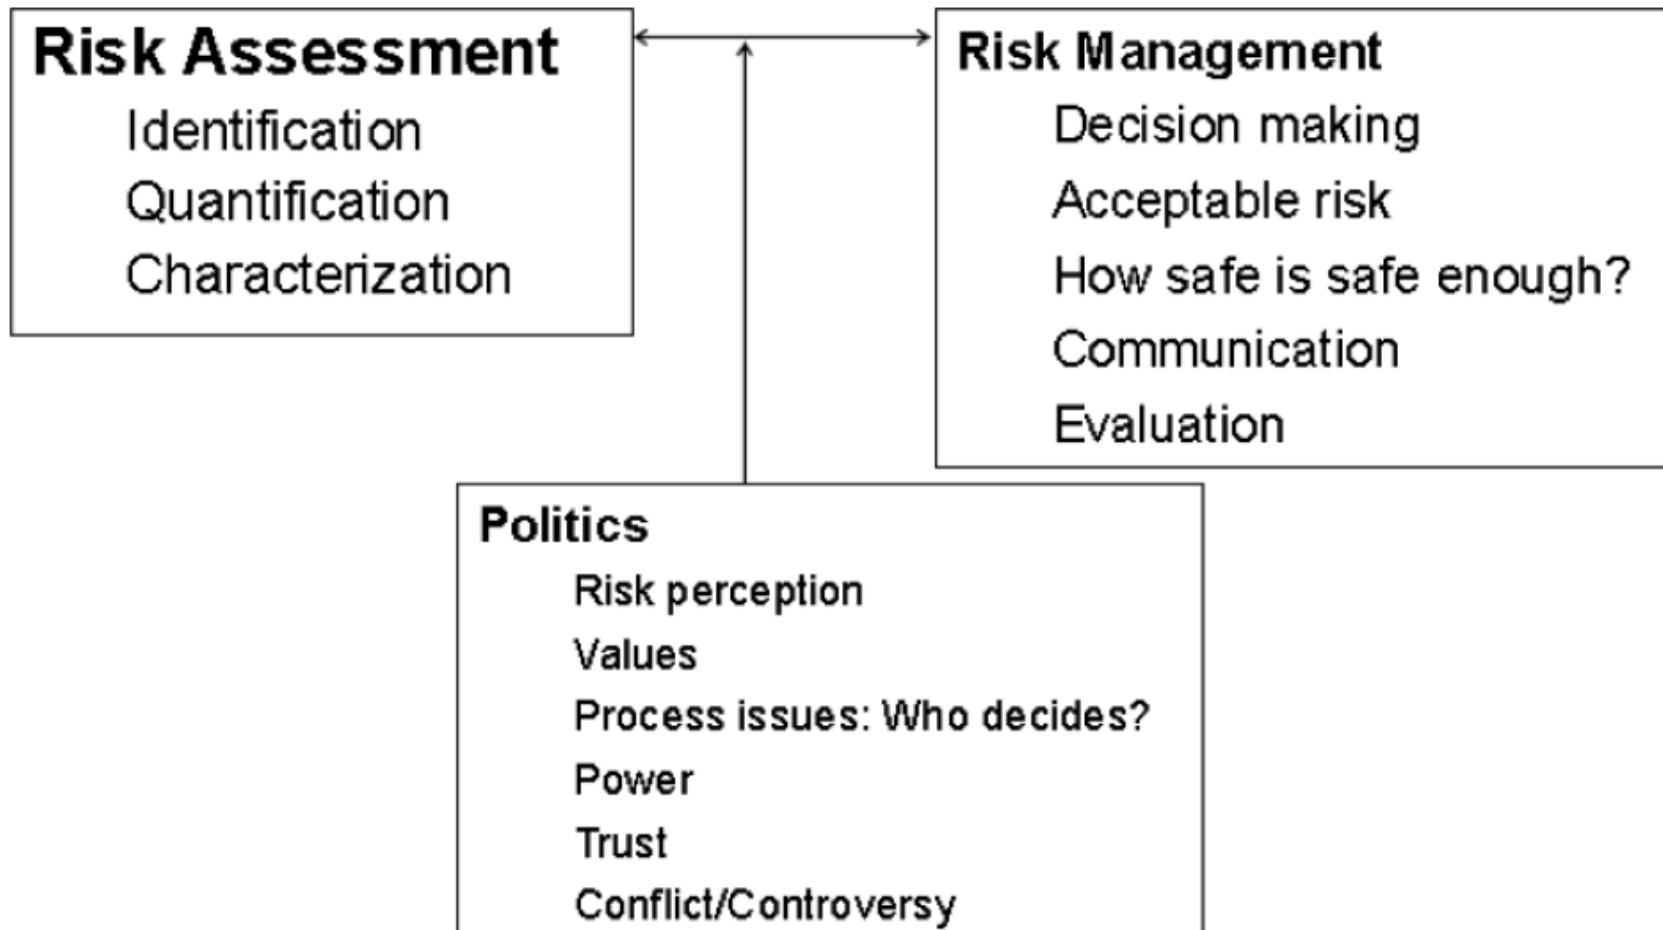 Risk Assessment
Identification
Quantification
Characterization
Risk Management
Decision making
Acceptable risk
How safe is safe enough?
Communication
Evaluation
Politics
Risk perception
Values
Process issues: Who decides?
Power
Trust
Conflict/Controversy